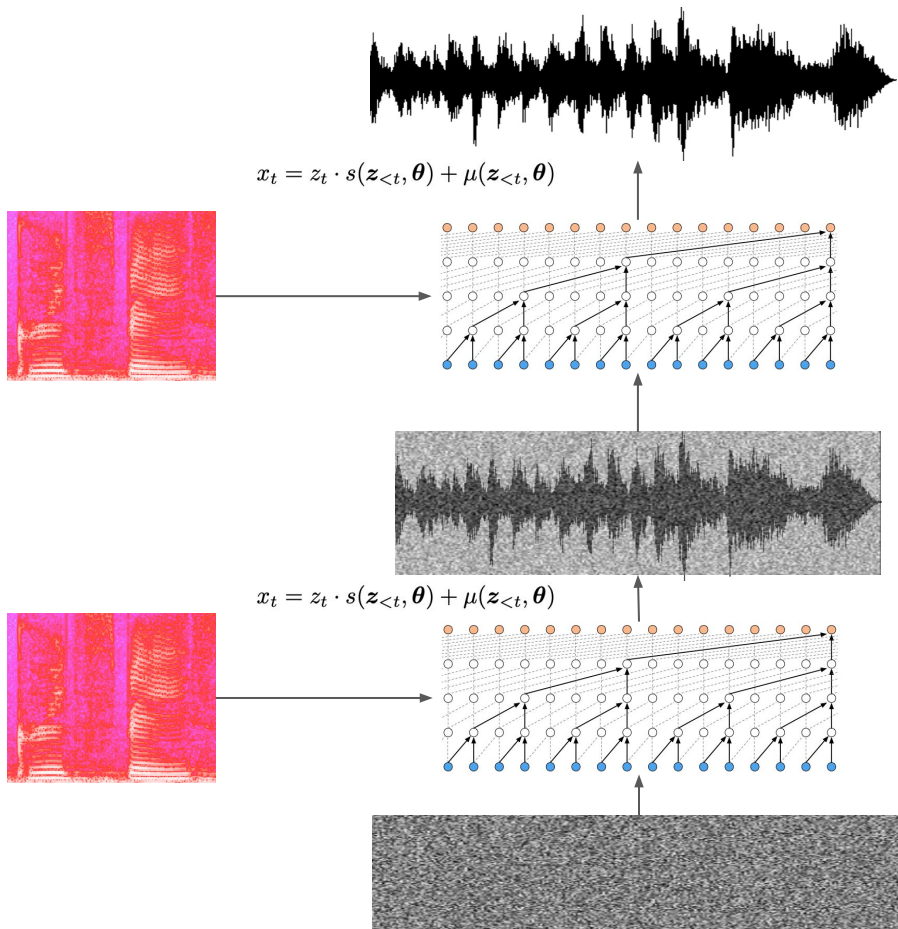 x_t = z_t · s(z_{<t}, θ) + μ(z_{<t}, θ)
x_t = z_t · s(z_{<t}, θ) + μ(z_{<t}, θ)